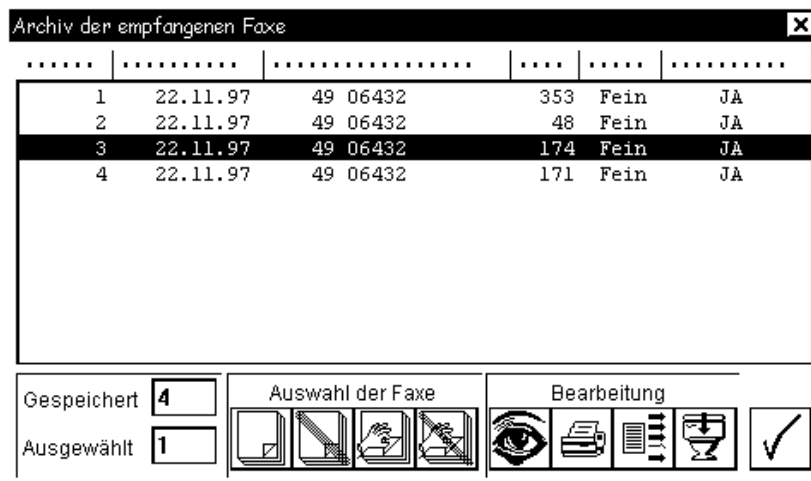 Archiv der empfangenen Faxe
1 22.11.97 49 06432 353 Fein JA
2 22.11.97 49 06432 48 Fein JA
3 22.11.97 49 06432 174 Fein JA
4 22.11.97 49 06432 171 Fein JA
Gespeichert 4
Ausgewählt 1
Auswahl der Faxe
Bearbeitung